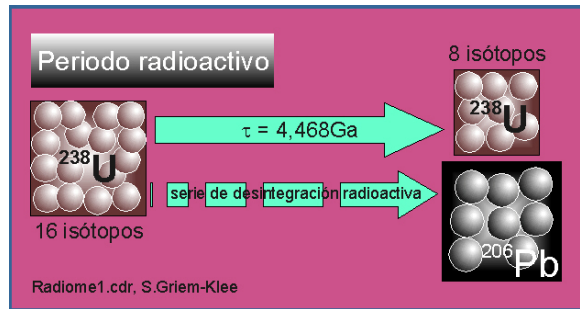 Periodo radioactivo
8 isótopos
238U
τ = 4,468Ga
238U
serie de desintegración radioactiva
16 isótopos
206Pb
Radiome1.cdr, S.Griem-Klee